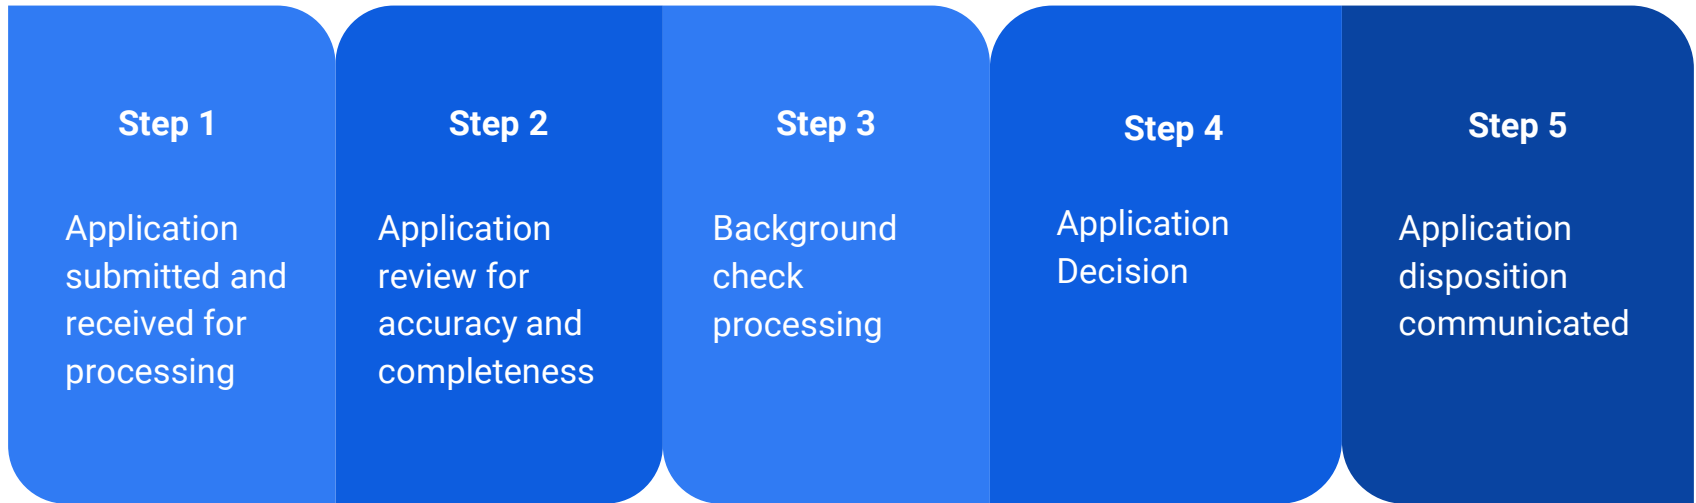 Step 1
Application
submitted and
received for
processing
Step 2
Application
review for
accuracy and
completeness
Step 3
Background
check
processing
Step 4
Application
Decision
Step 5
Application
disposition
communicated